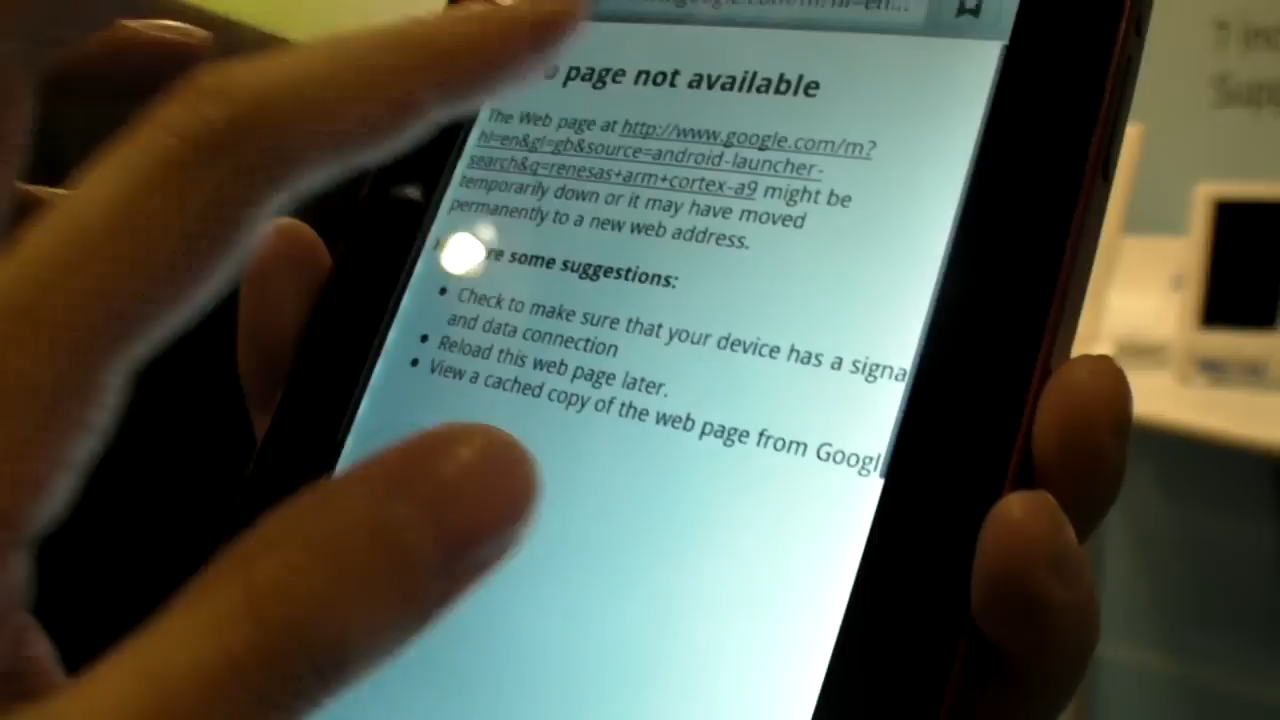 page not available
The Web page at http://www.google.com/m?
hl=en&gl=gb&source=android-launcher-
search&q=renesas+arm+cortex-a9 might be
temporarily down or it may have moved
permanently to a new web address.
some suggestions:
• Check to make sure that your device has a signa
and data connection
• Reload this web page later.
• View a cached copy of the web page from Googl